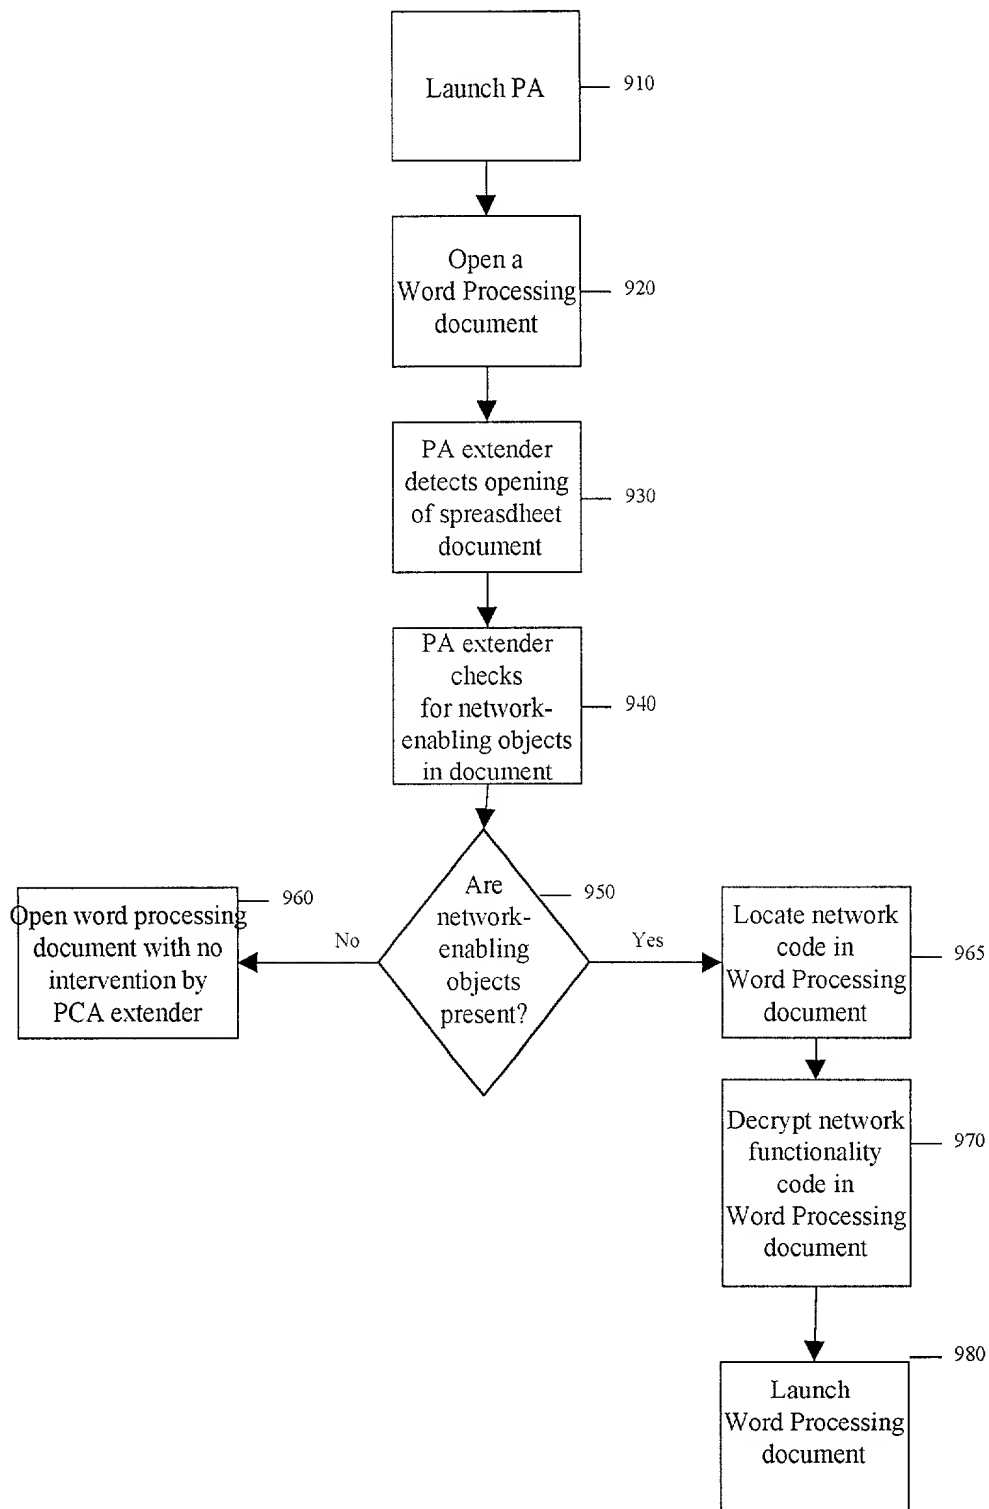 Launch PA
910
Open a
Word Processing
document
920
PA extender
detects opening
of spreasdheet
document
930
PA extender
checks
for network-
enabling objects
in document
940
Are
network-
enabling
objects
present?
950
No
Yes
960
Open word processing
document with no
intervention by
PCA extender
Locate network
code in
Word Processing
document
965
Decrypt network
functionality
code in
Word Processing
document
970
980
Launch
Word Processing
document